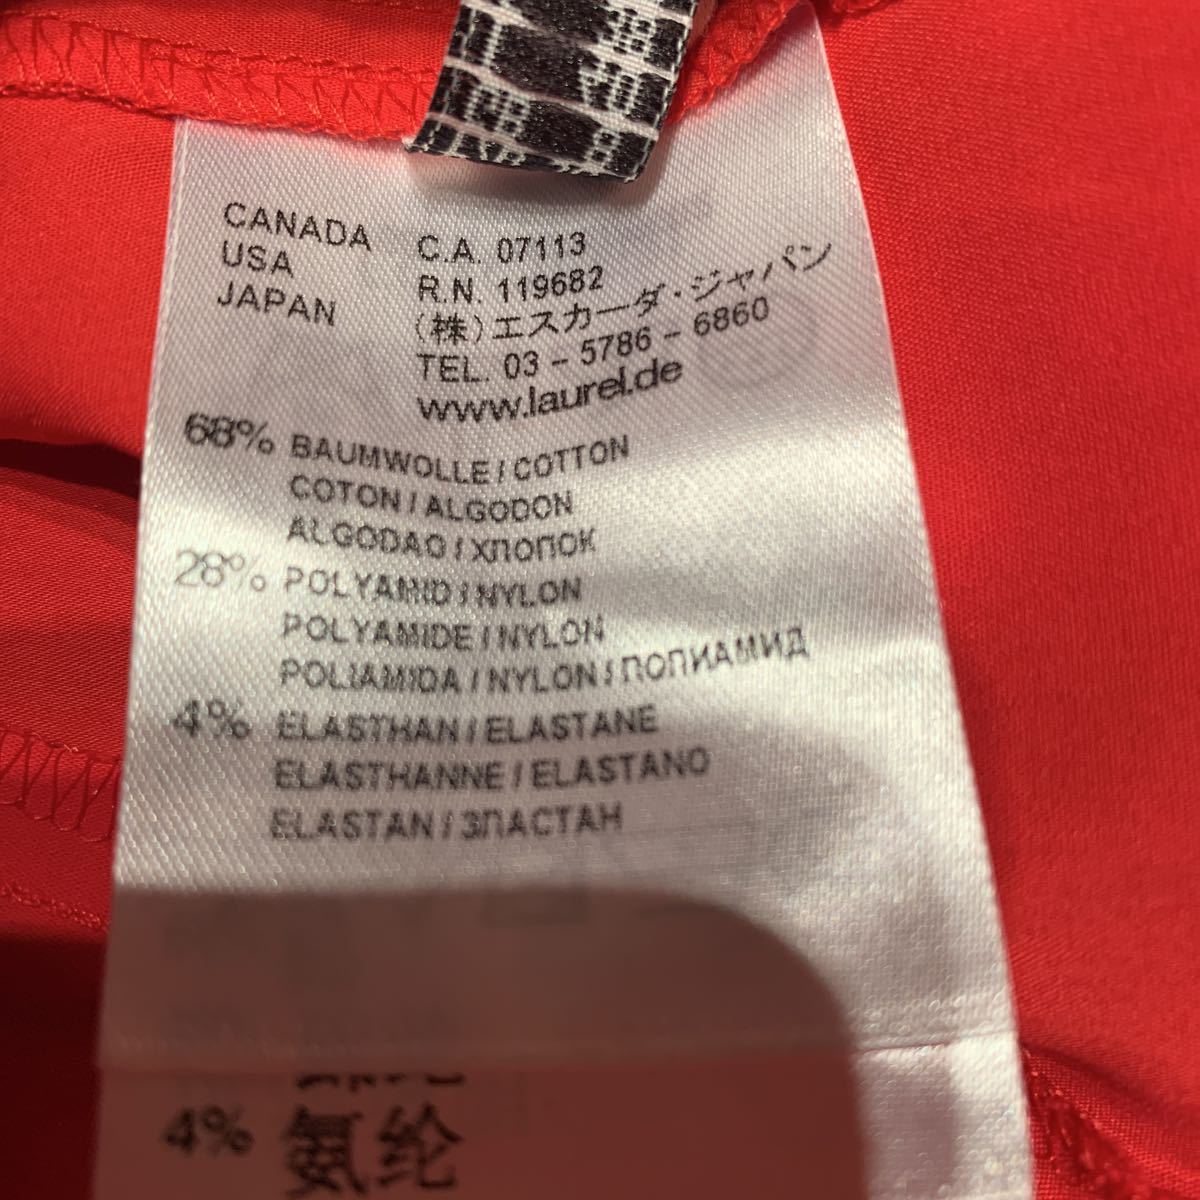 CANADA C.A. 07113
USA R.N. 119682
JAPAN (株)エスカーダ・ジャパン
TEL. 03 - 5786 - 6860
www.laurel.de
68% BAUMWOLLE / COTTON
COTON / ALGODON
ALGODAO / ХЛОПОК
28% POLYAMID / NYLON
POLYAMIDE / NYLON
POLIAMIDA / NYLON / ПОЛИАМИД
4% ELASTHAN / ELASTANE
ELASTHANNE / ELASTANO
ELASTAN / ЗЛАСТАН
4% 氨纶